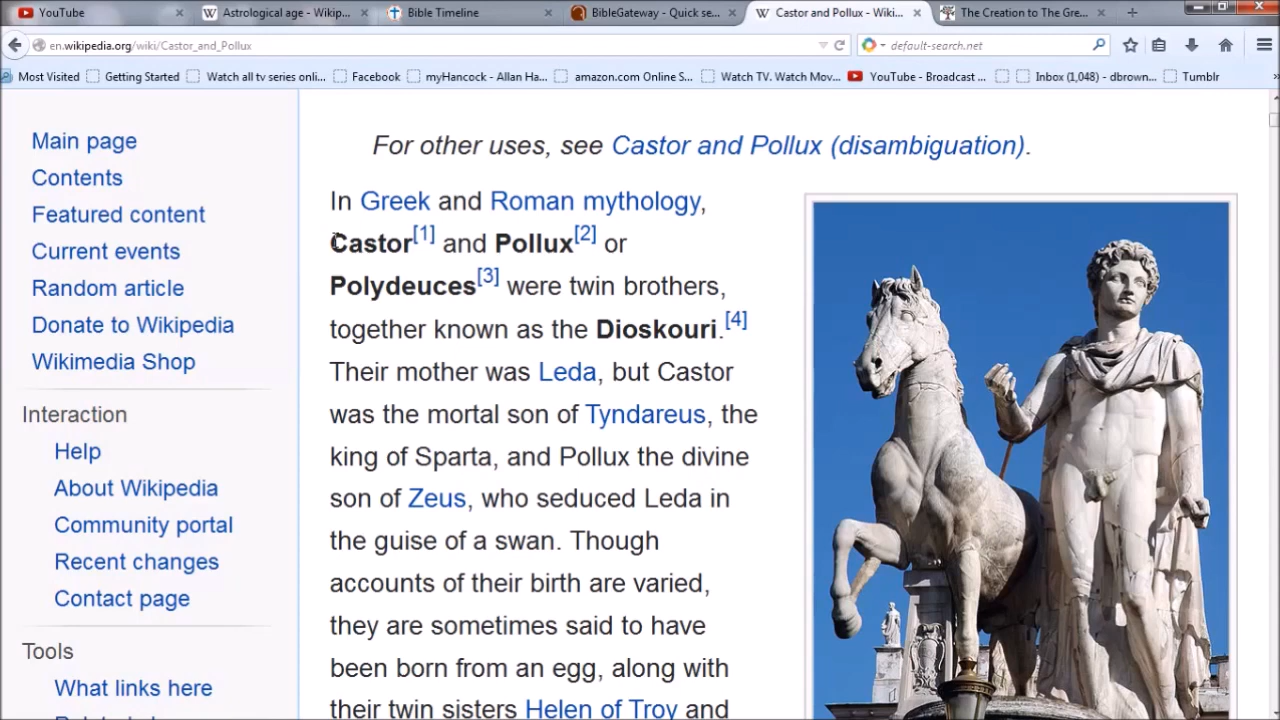 YouTube
Astrological age - Wikip...
Bible Timeline
BibleGateway - Quick se...
Castor and Pollux - Wiki...
The Creation to The Gre...
en.wikipedia.org/wiki/Castor_and_Pollux
default-search.net
Most Visited
Getting Started
Watch all tv series onli...
Facebook
myHancock - Allan Ha...
amazon.com Online S...
Watch TV. Watch Mov...
YouTube - Broadcast ...
Inbox (1,048) - dbrown...
Tumblr
Main page
Contents
Featured content
Current events
Random article
Donate to Wikipedia
Wikimedia Shop
Interaction
Help
About Wikipedia
Community portal
Recent changes
Contact page
Tools
What links here
For other uses, see Castor and Pollux (disambiguation).
In Greek and Roman mythology,
Castor[1] and Pollux[2] or
Polydeuces[3] were twin brothers,
together known as the Dioskouri.[4]
Their mother was Leda, but Castor
was the mortal son of Tyndareus, the
king of Sparta, and Pollux the divine
son of Zeus, who seduced Leda in
the guise of a swan. Though
accounts of their birth are varied,
they are sometimes said to have
been born from an egg, along with
their twin sisters Helen of Troy and